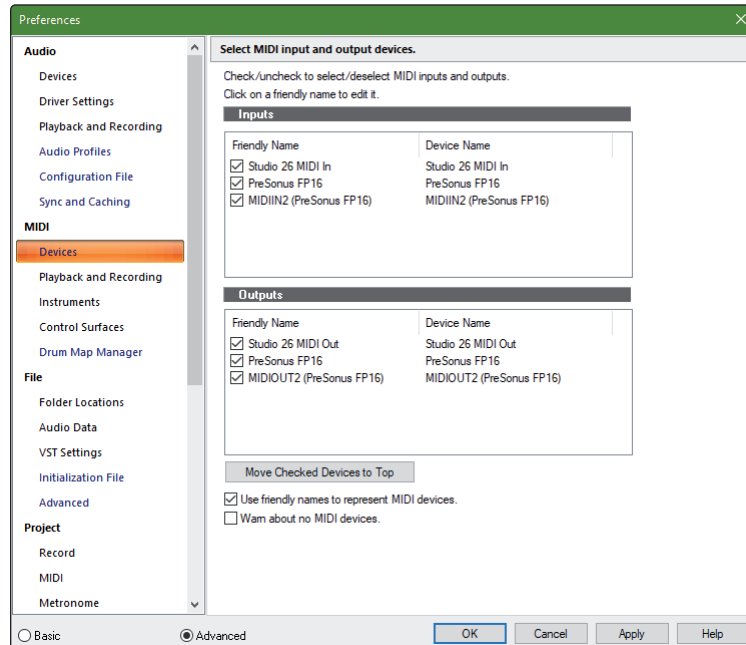 Preferences
Audio
Devices
Driver Settings
Playback and Recording
Audio Profiles
Configuration File
Sync and Caching
MIDI
Devices
Playback and Recording
Instruments
Control Surfaces
Drum Map Manager
File
Folder Locations
Audio Data
VST Settings
Initialization File
Advanced
Project
Record
MIDI
Metronome
Select MIDI input and output devices.
Check/uncheck to select/deselect MIDI inputs and outputs.
Click on a friendly name to edit it.
Inputs
Friendly Name Device Name
Studio 26 MIDI In Studio 26 MIDI In
PreSonus FP16 PreSonus FP16
MIDIIN2 (PreSonus FP16) MIDIIN2 (PreSonus FP16)
Outputs
Friendly Name Device Name
Studio 26 MIDI Out Studio 26 MIDI Out
PreSonus FP16 PreSonus FP16
MIDIOUT2 (PreSonus FP16) MIDIOUT2 (PreSonus FP16)
Move Checked Devices to Top
Use friendly names to represent MIDI devices.
Warn about no MIDI devices.
Basic Advanced OK Cancel Apply Help